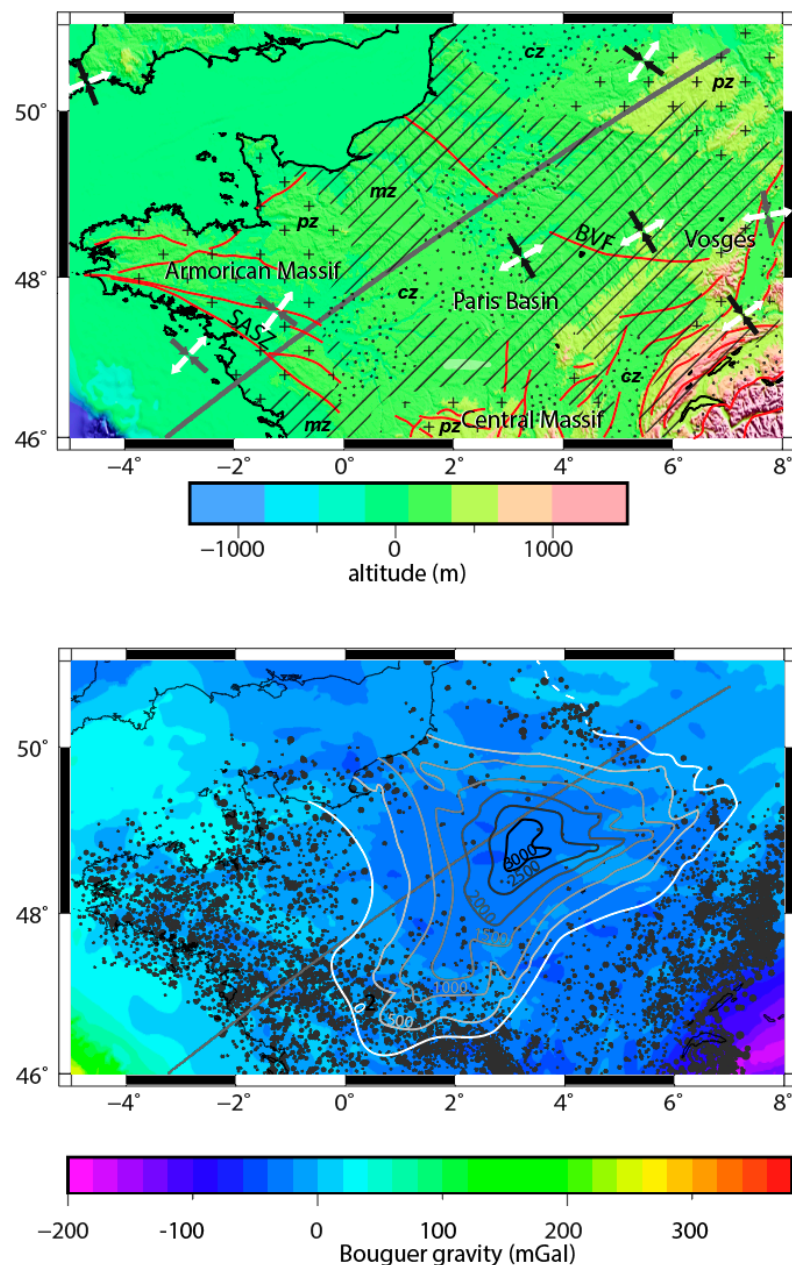 50°
48°
46°
cz
pz
mz
pz
BVF
Vosges
Armorican Massif
cz
Paris Basin
SASZ
cz
mz
pz
Central Massif
−4° −2° 0° 2° 4° 6° 8°
−1000 0 1000
altitude (m)
50°
48°
46°
3000
2500
2000
1500
1000
500
2
−4° −2° 0° 2° 4° 6° 8°
−200 -100 0 100 200 300
Bouguer gravity (mGal)